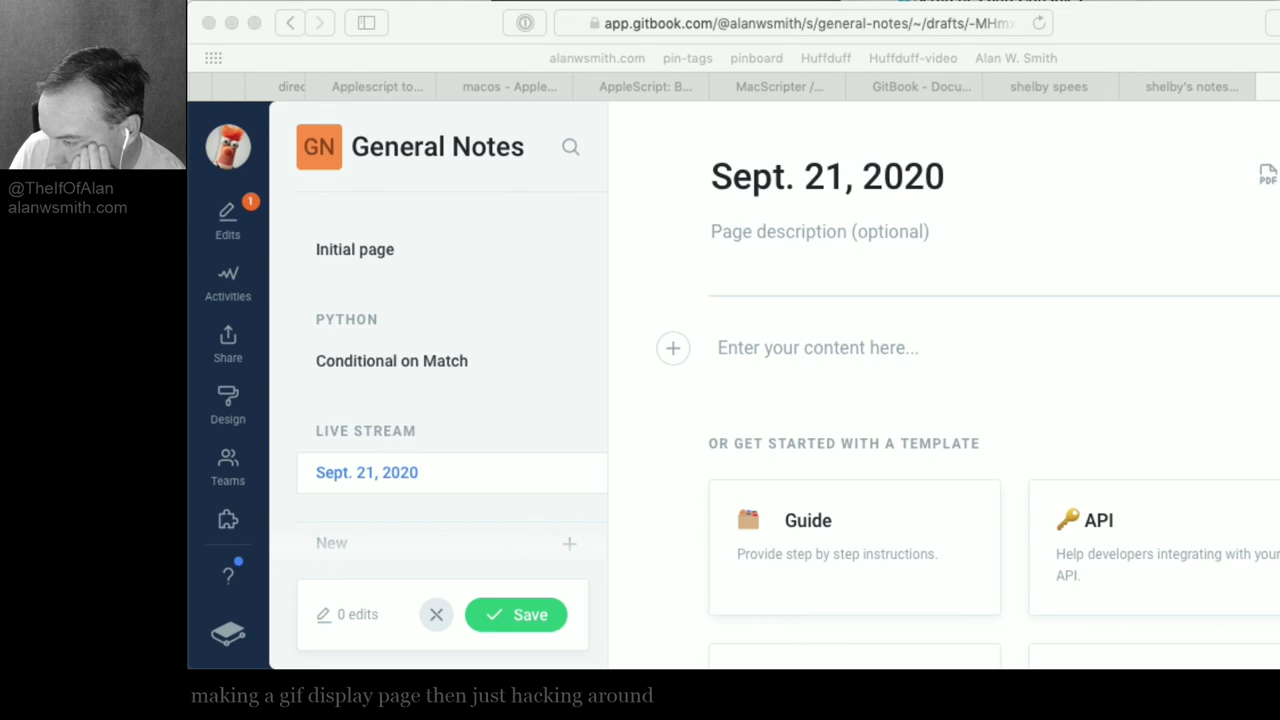 app.gitbook.com/@alanwsmith/s/general-notes/~/drafts/-MHmx
alanwsmith.com pin-tags pinboard Huffduff Huffduff-video Alan W. Smith
direc Applescript to... macos - Apple... AppleScript: B... MacScripter /... GitBook - Docu... shelby spees shelby's notes...
@TheIfOfAlan
alanwsmith.com
1
Edits
Activities
Share
Design
Teams
?
GN General Notes
Initial page
PYTHON
Conditional on Match
LIVE STREAM
Sept. 21, 2020
New
0 edits
Save
Sept. 21, 2020
PDF
Page description (optional)
Enter your content here...
OR GET STARTED WITH A TEMPLATE
Guide
Provide step by step instructions.
API
Help developers integrating with your
API.
making a gif display page then just hacking around